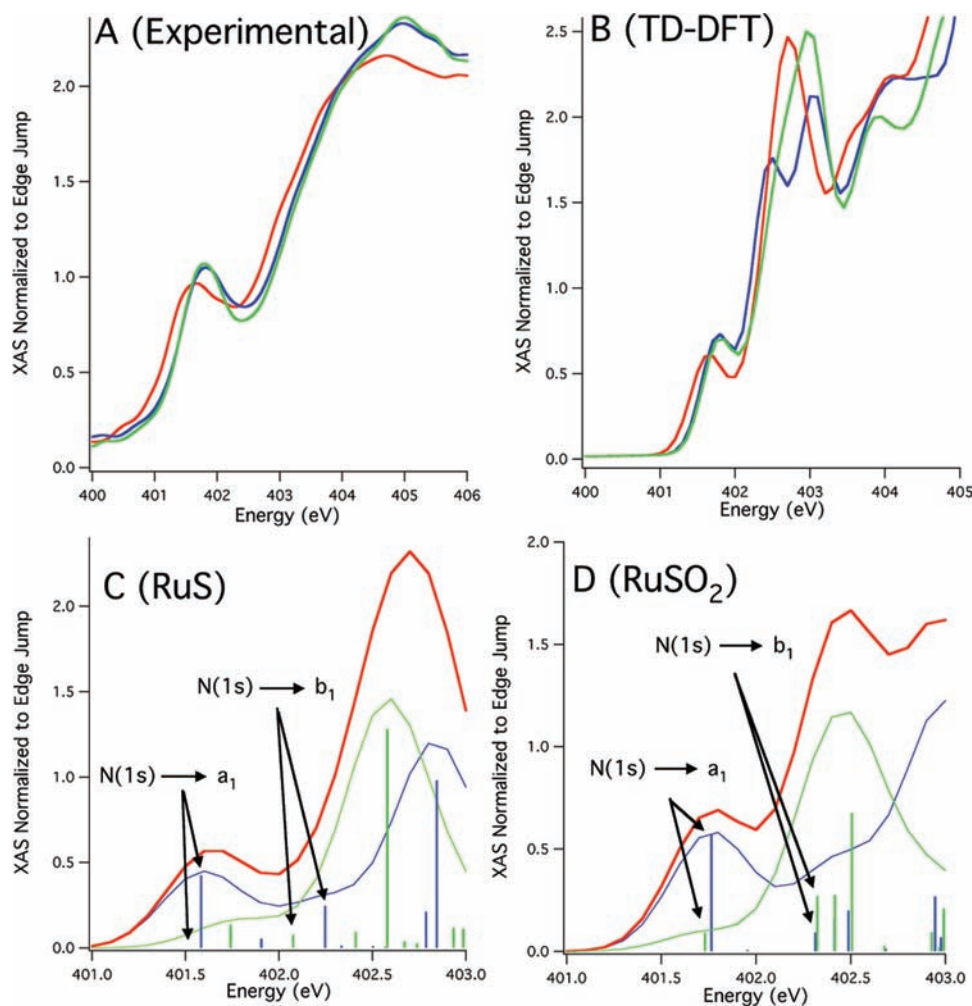 A (Experimental)
XAS Normalized to Edge Jump
2.0
1.5
1.0
0.5
0.0
400 401 402 403 404 405 406
Energy (eV)
B (TD-DFT)
XAS Normalized to Edge Jump
2.5
2.0
1.5
1.0
0.5
0.0
400 401 402 403 404 405
Energy (eV)
C (RuS)
XAS Normalized to Edge Jump
2.0
1.5
1.0
0.5
0.0
N(1s) → b₁
N(1s) → a₁
401.0 401.5 402.0 402.5 403.0
Energy (eV)
D (RuSO₂)
XAS Normalized to Edge Jump
2.0
1.5
1.0
0.5
0.0
N(1s) → b₁
N(1s) → a₁
401.0 401.5 402.0 402.5 403.0
Energy (eV)